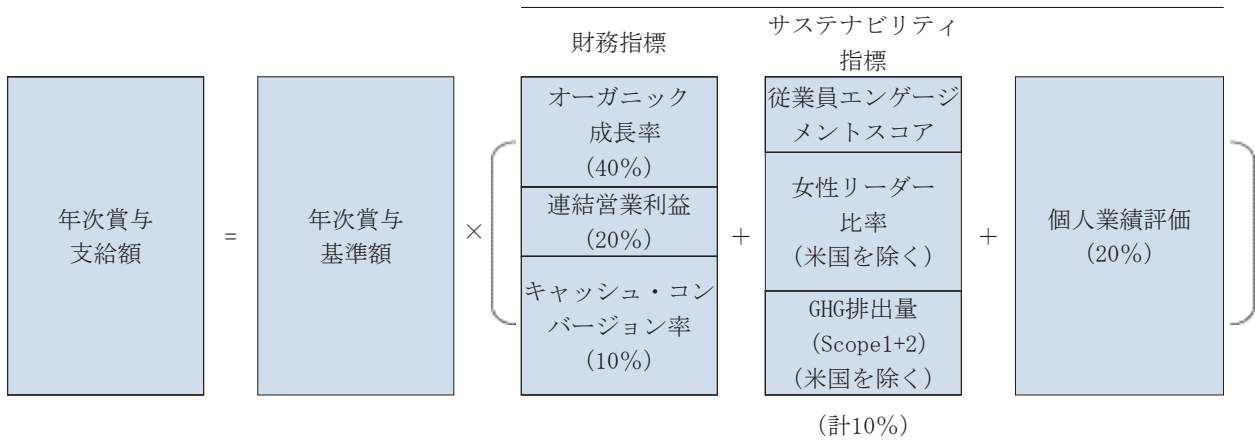 財務指標
サステナビリティ
指標
年次賞与
支給額
=
年次賞与
基準額
×
オーガニック
成長率
(40%)
連結営業利益
(20%)
キャッシュ・コン
バージョン率
(10%)
+
従業員エンゲージ
メントスコア
女性リーダー
比率
(米国を除く)
GHG排出量
(Scope1+2)
(米国を除く)
(計10%)
+
個人業績評価
(20%)